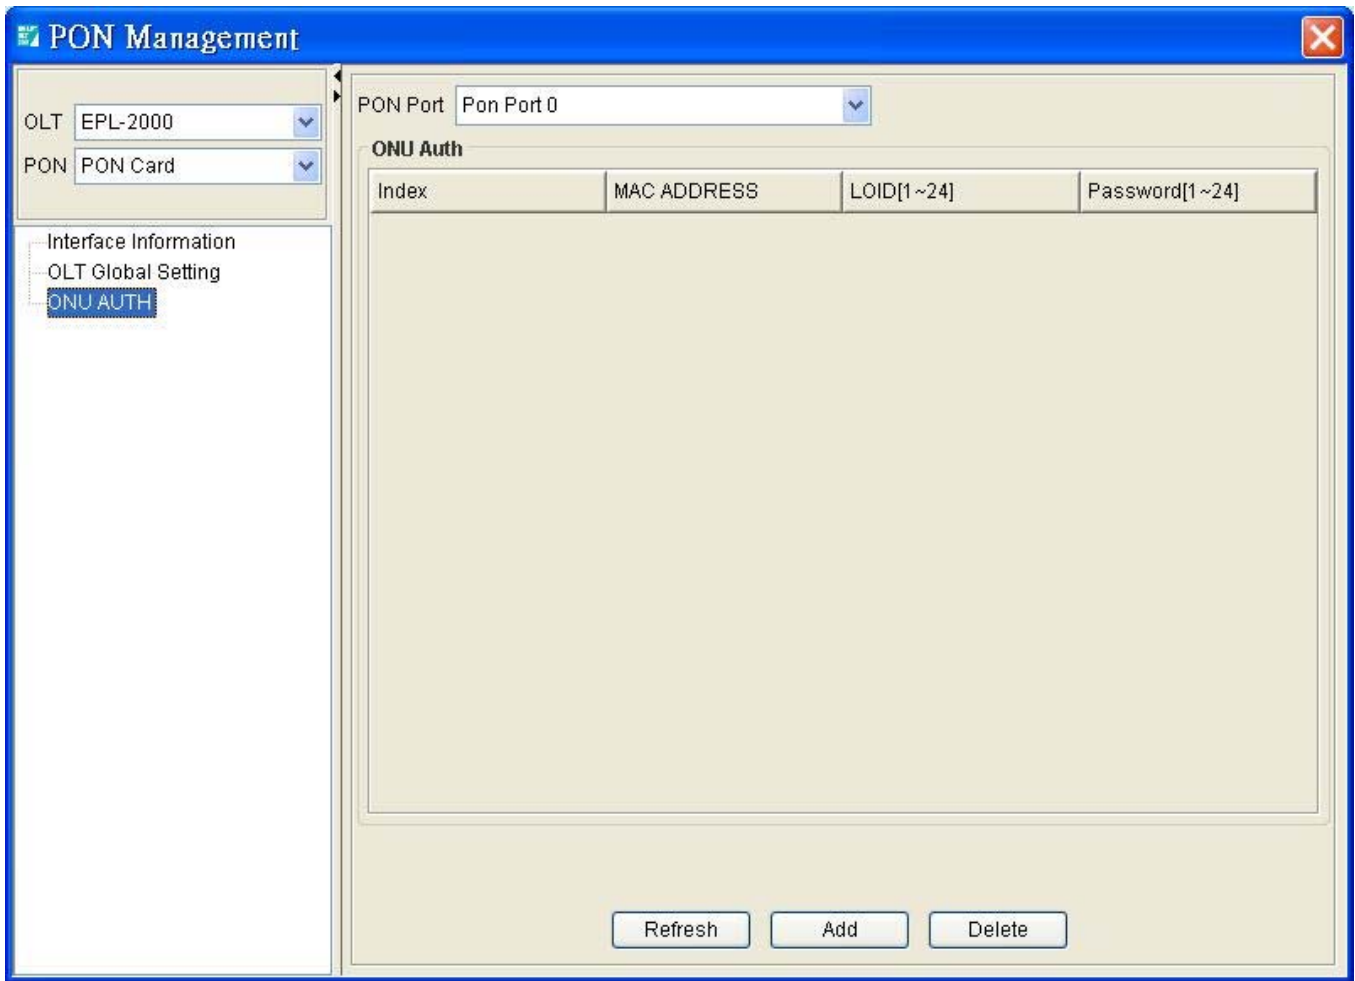 PON Management
OLT EPL-2000
PON PON Card
Interface Information
OLT Global Setting
ONU AUTH
PON Port Pon Port 0
ONU Auth
Index MAC ADDRESS LOID[1~24] Password[1~24]
Refresh Add Delete